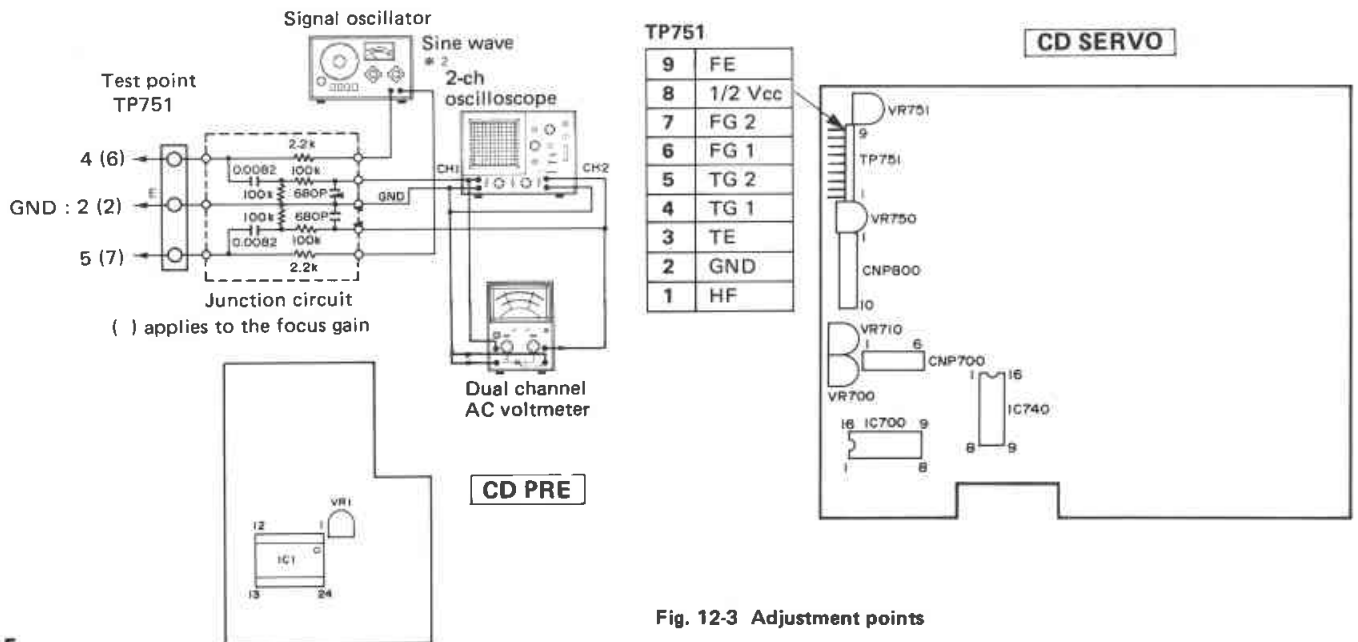 Signal oscillator
Sine wave
※ 2
2-ch
oscilloscope
Test point
TP751
4 (6)
GND : 2 (2)
5 (7)
E
2.2k
0.0082
100k
100k
680P
GND
100k
680P
0.0082
100k
2.2k
CH1
CH2
Junction circuit
( ) applies to the focus gain
Dual channel
AC voltmeter
CD PRE
VR1
12
1
IC1
13
24
TP751
9 FE
8 1/2 Vcc
7 FG 2
6 FG 1
5 TG 2
4 TG 1
3 TE
2 GND
1 HF
CD SERVO
VR751
9
TP751
1
VR750
1
CNP800
10
VR710
1
6
CNP700
VR700
1
16
IC740
8
9
16
IC700
9
1
8
Fig. 12-3 Adjustment points